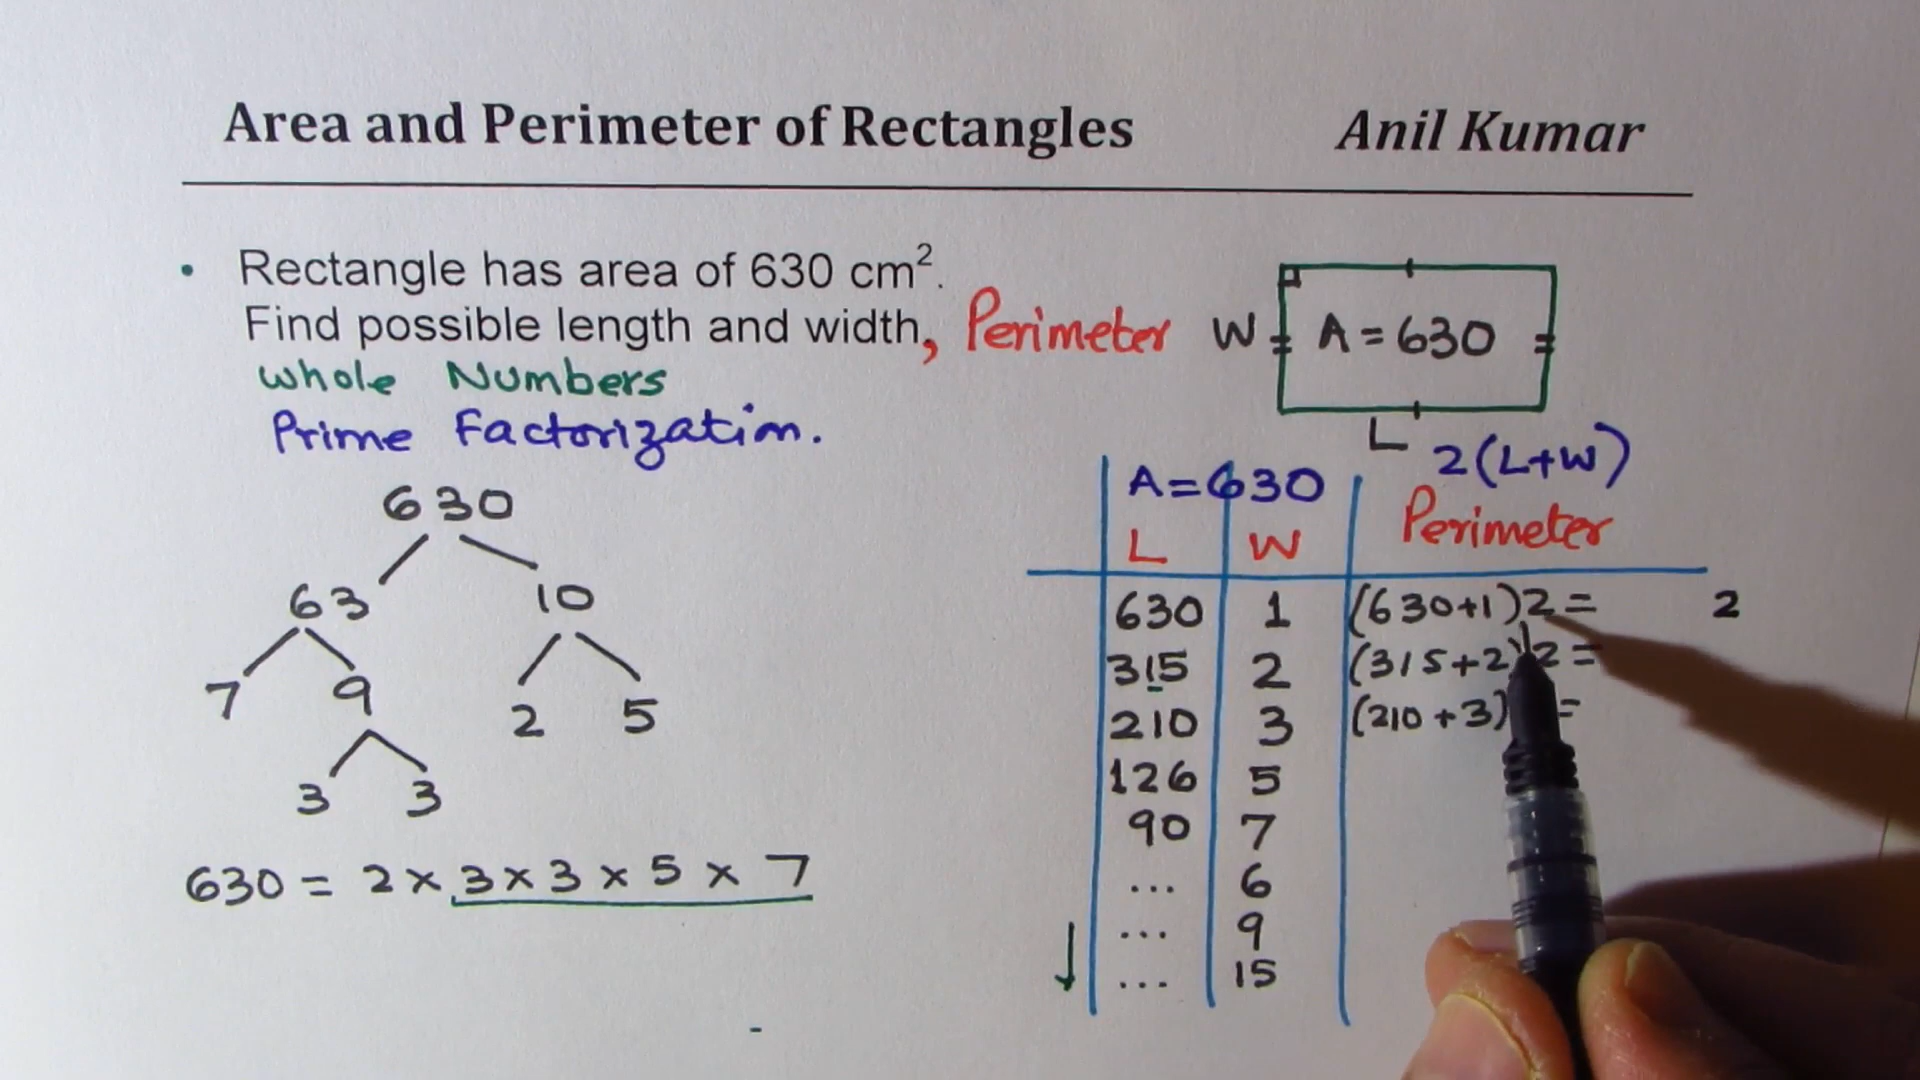 Area and Perimeter of Rectangles Anil Kumar
• Rectangle has area of 630 cm².
Find possible length and width, Perimeter
Whole Numbers
Prime Factorization.
630
63 10
7 9 2 5
3 3
630 = 2 × 3 × 3 × 5 × 7
W A = 630
L
2(L+W)
A = 630
L W Perimeter
630 1 (630+1)2 = 2
315 2 (315+2)2 =
210 3 (210+3) =
126 5
90 7
... 6
... 9
... 15